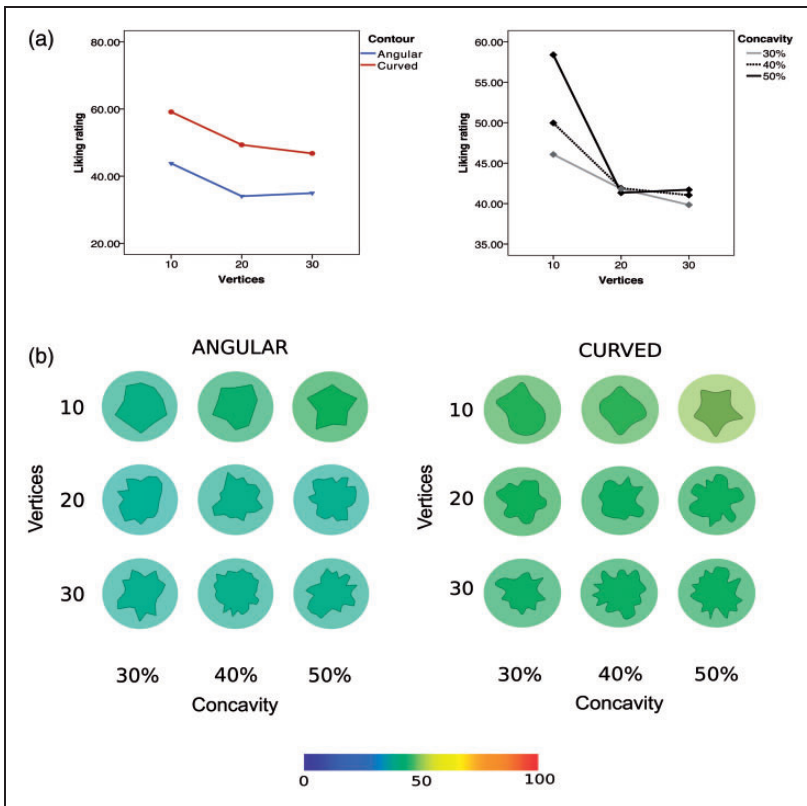 (a)
80.00
60.00
40.00
20.00
Liking rating
10 20 30
Vertices
Contour
Angular
Curved
60.00
55.00
50.00
45.00
40.00
35.00
Liking rating
10 20 30
Vertices
Concavity
30%
40%
50%
(b)
ANGULAR
10
20
30
Vertices
30% 40% 50%
Concavity
CURVED
10
20
30
Vertices
30% 40% 50%
Concavity
0 50 100